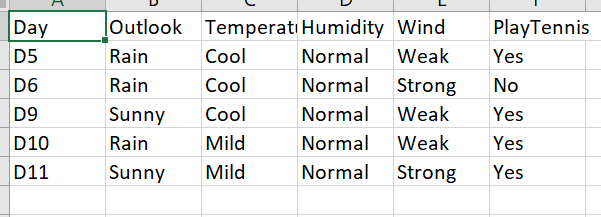 Day Outlook Temperatu Humidity Wind PlayTennis
D5 Rain Cool Normal Weak Yes
D6 Rain Cool Normal Strong No
D9 Sunny Cool Normal Weak Yes
D10 Rain Mild Normal Weak Yes
D11 Sunny Mild Normal Strong Yes